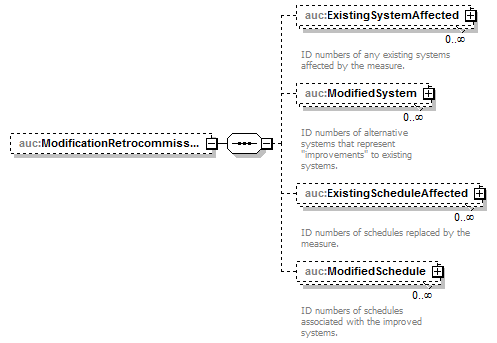 auc:ExistingSystemAffected
0..∞
ID numbers of any existing systems
affected by the measure.
auc:ModifiedSystem
0..∞
ID numbers of alternative
systems that represent
"improvements" to existing
systems.
auc:ModificationRetrocommiss...
auc:ExistingScheduleAffected
0..∞
ID numbers of schedules replaced by the
measure.
auc:ModifiedSchedule
0..∞
ID numbers of schedules
associated with the improved
systems.